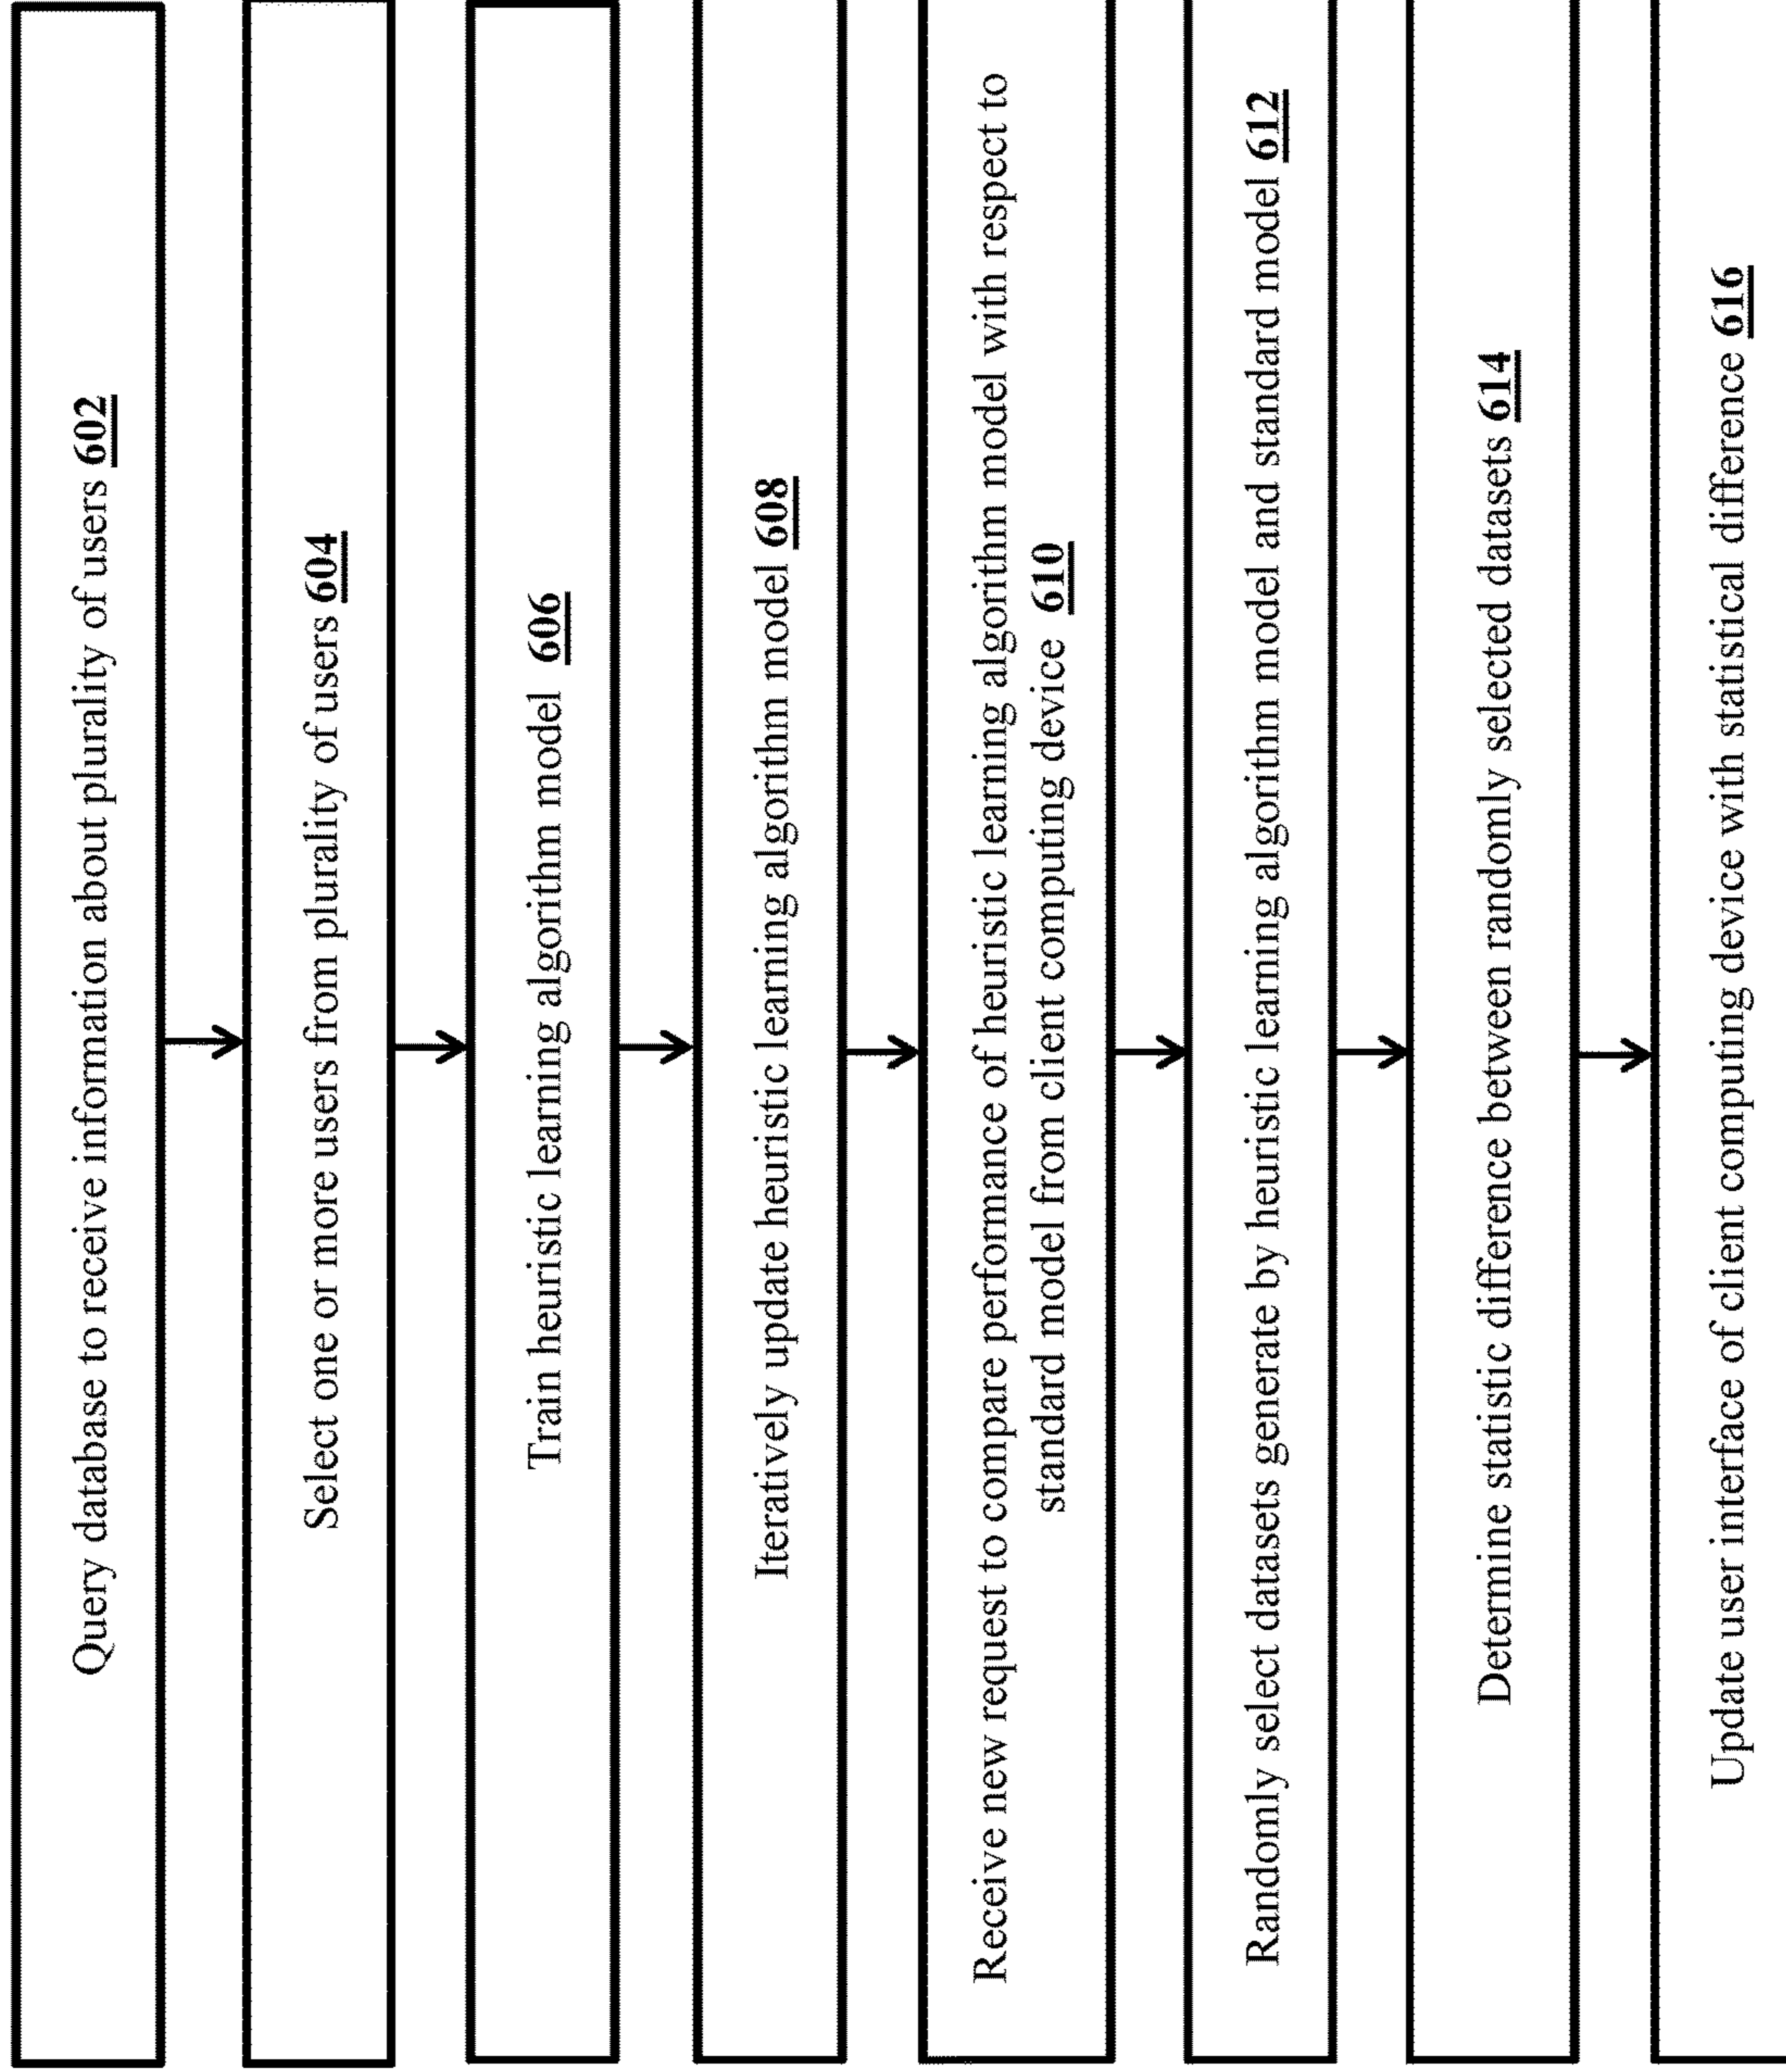 Query database to receive information about plurality of users 602
Select one or more users from plurality of users 604
Train heuristic learning algorithm model 606
Iteratively update heuristic learning algorithm model 608
Receive new request to compare performance of heuristic learning algorithm model with respect to
standard model from client computing device 610
Randomly select datasets generate by heuristic learning algorithm model and standard model 612
Determine statistic difference between randomly selected datasets 614
Update user interface of client computing device with statistical difference 616